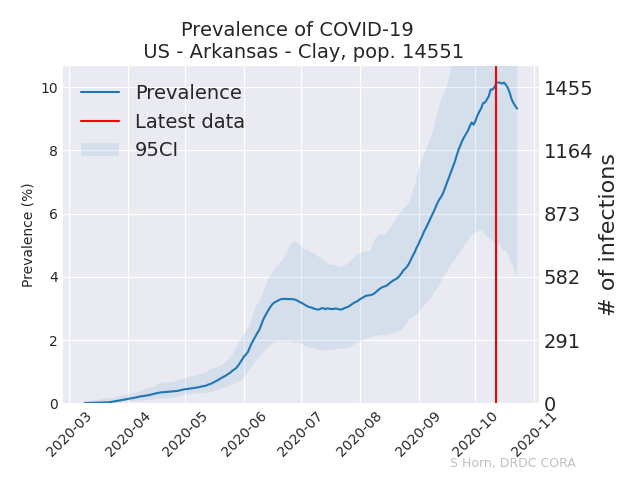 Prevalence of COVID-19
US - Arkansas - Clay, pop. 14551
Prevalence
Latest data
95CI
Prevalence (%)
10
8
6
4
2
0
1455
1164
873
582
291
0
# of infections
2020-03
2020-04
2020-05
2020-06
2020-07
2020-08
2020-09
2020-10
2020-11
S Horn, DRDC CORA